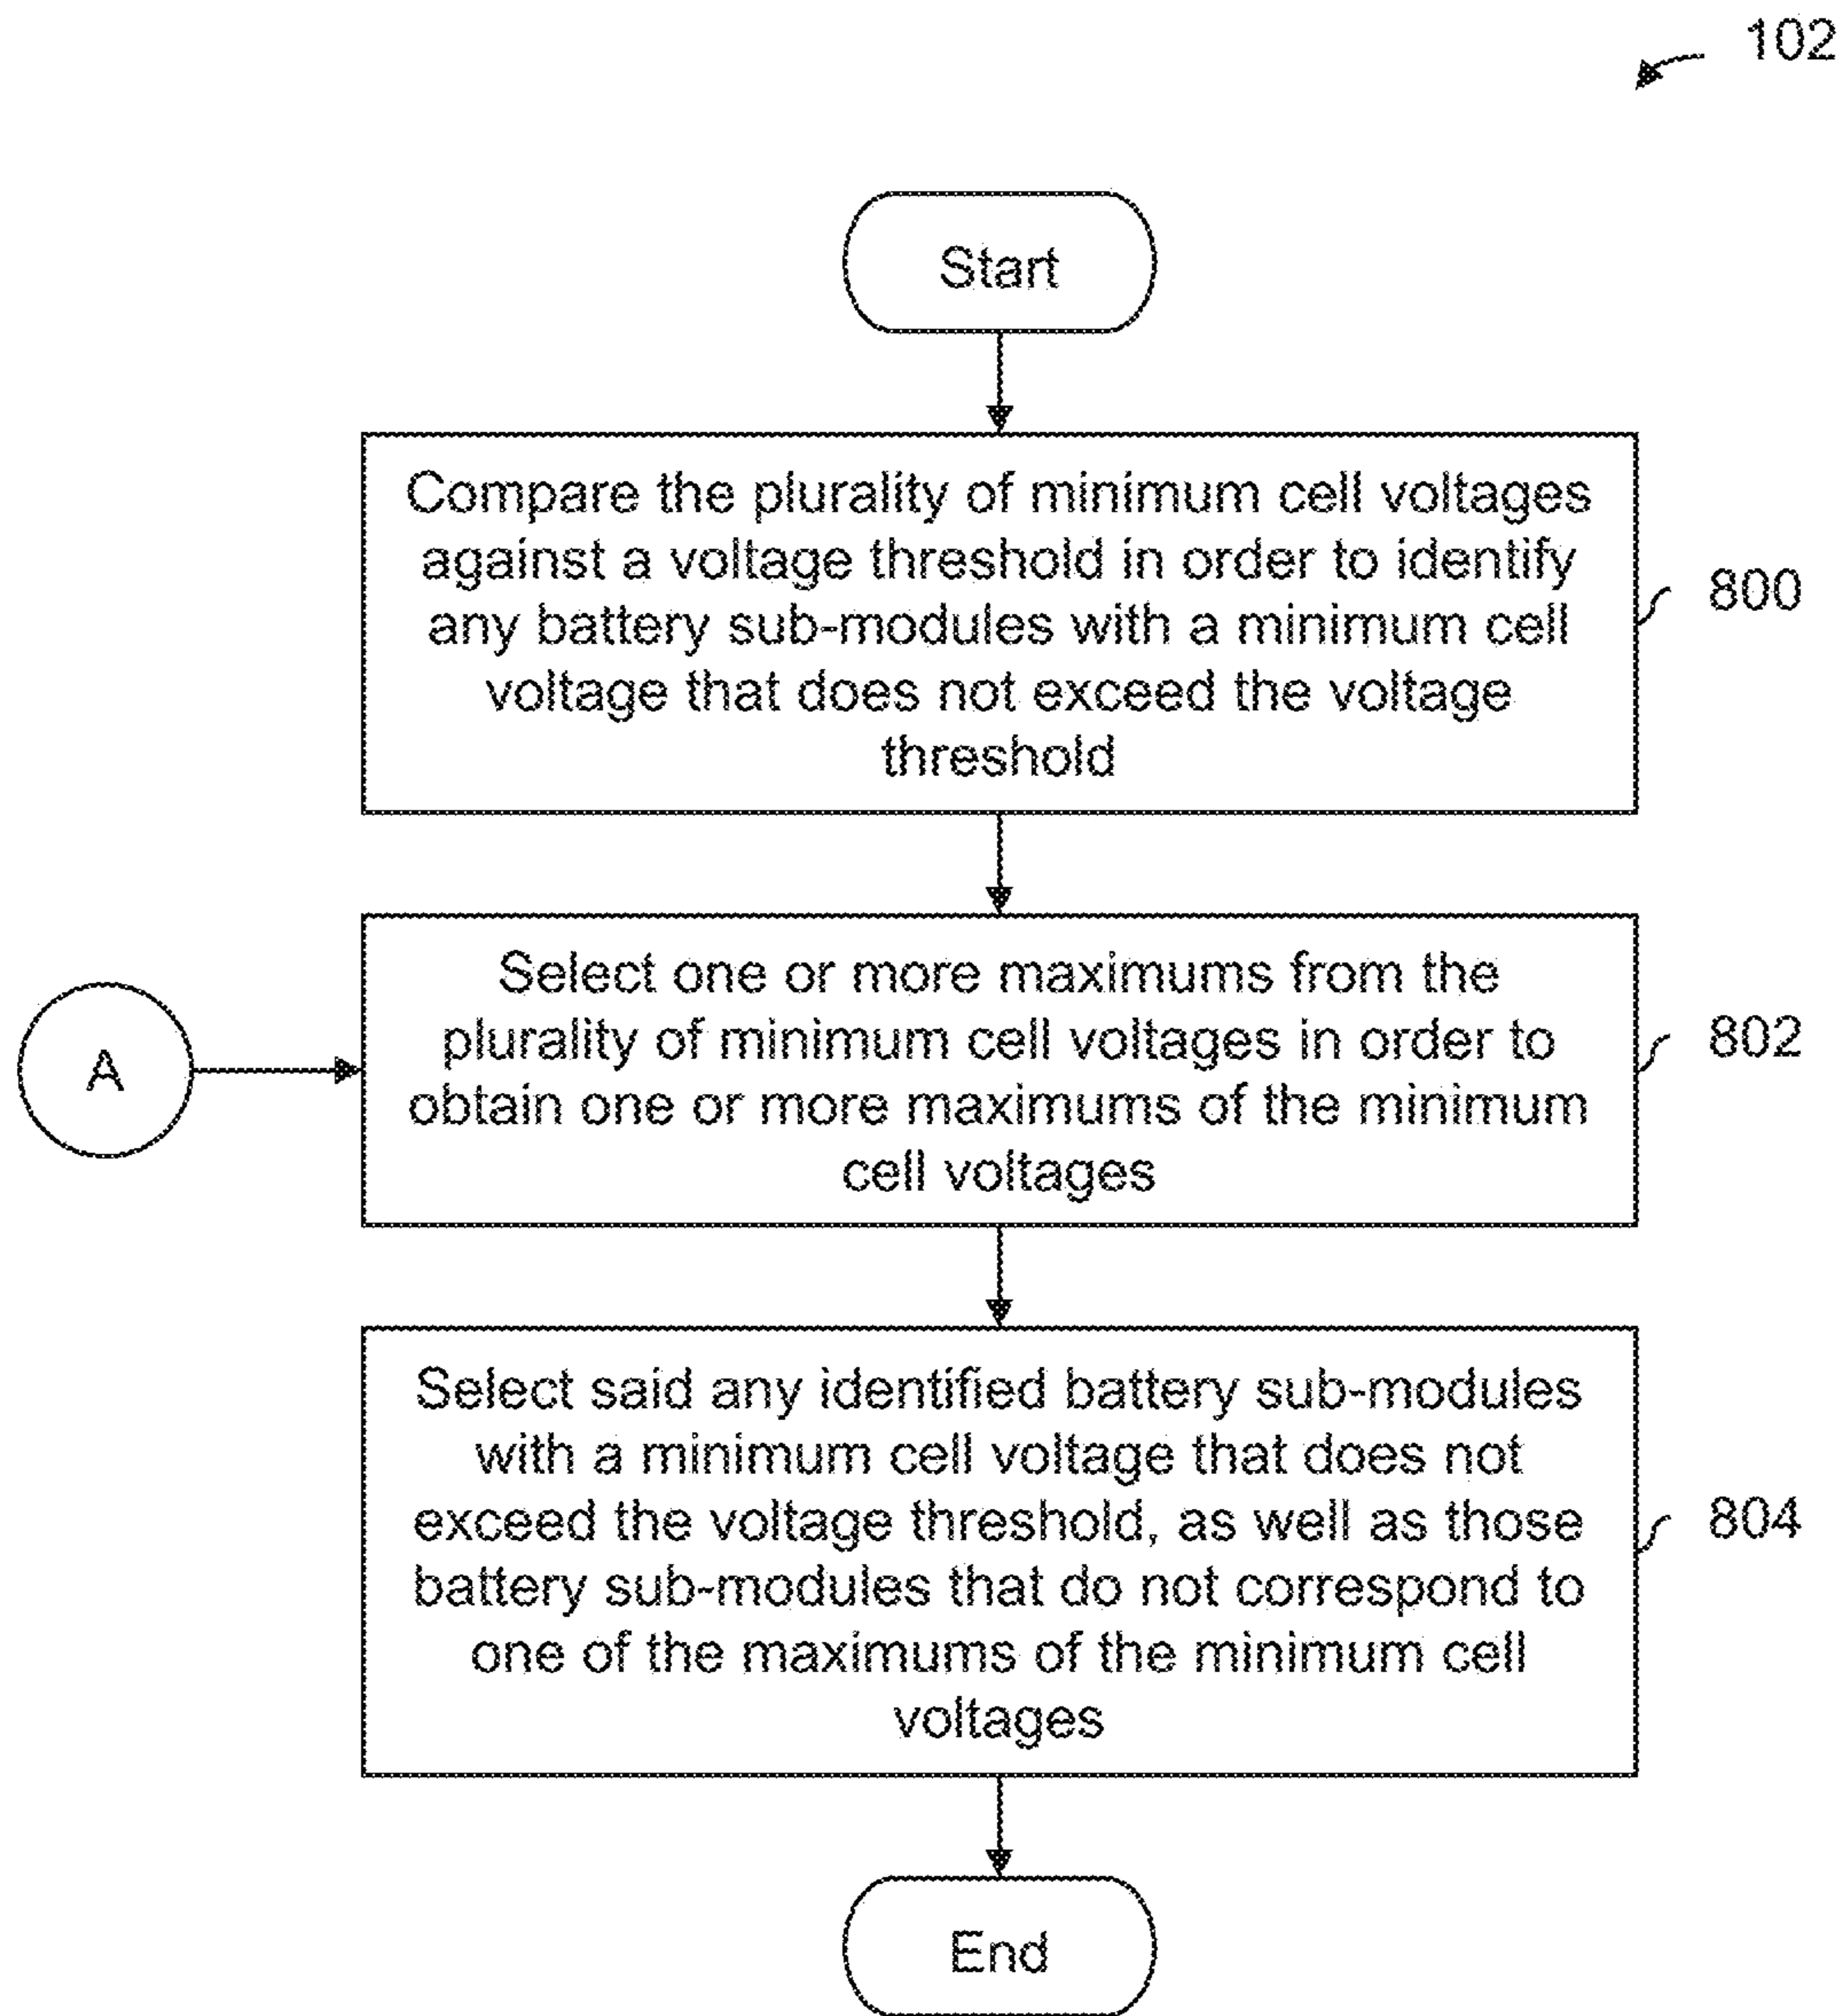 102
Start
Compare the plurality of minimum cell voltages
against a voltage threshold in order to identify
any battery sub-modules with a minimum cell
voltage that does not exceed the voltage
threshold
800
Select one or more maximums from the
plurality of minimum cell voltages in order to
obtain one or more maximums of the minimum
cell voltages
802
A
Select said any identified battery sub-modules
with a minimum cell voltage that does not
exceed the voltage threshold, as well as those
battery sub-modules that do not correspond to
one of the maximums of the minimum cell
voltages
804
End